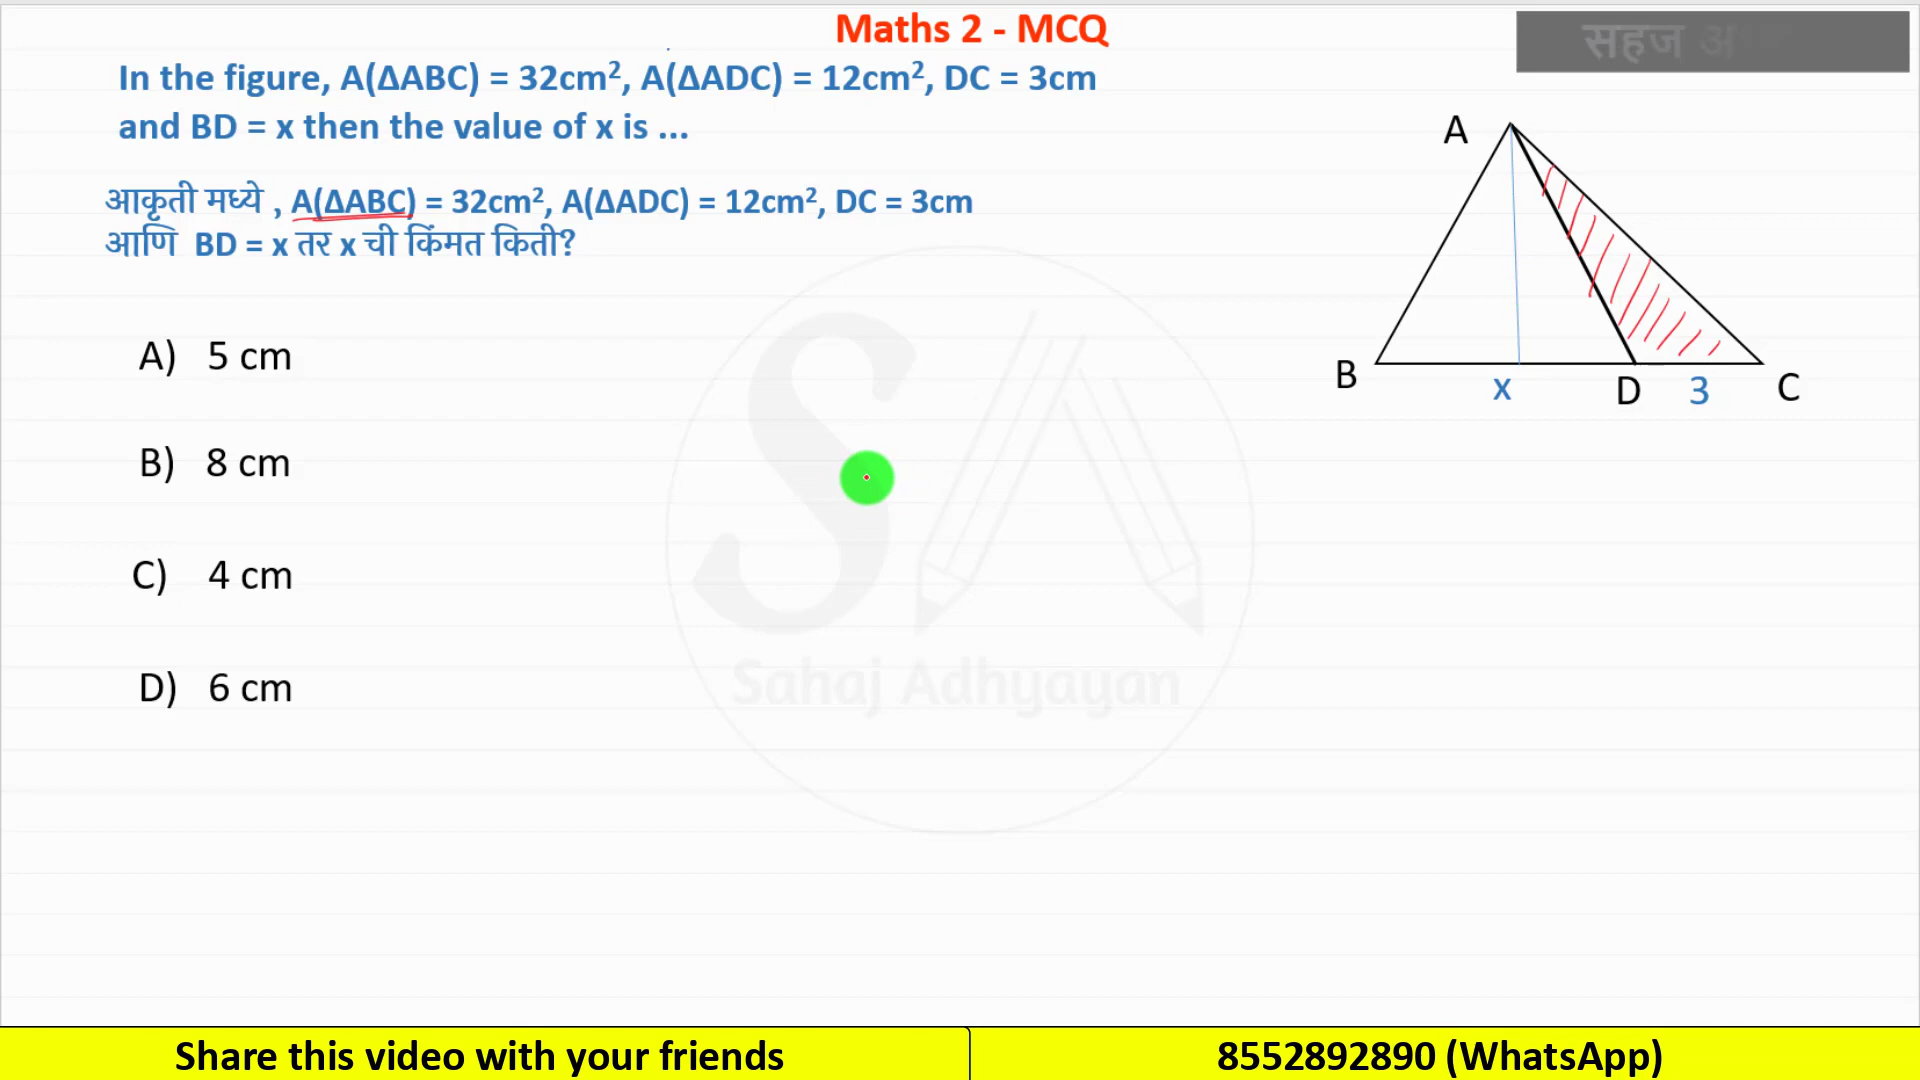 Maths 2 - MCQ
सहज
In the figure, A(ΔABC) = 32cm², A(ΔADC) = 12cm², DC = 3cm
and BD = x then the value of x is ...
आकृती मध्ये , A(ΔABC) = 32cm², A(ΔADC) = 12cm², DC = 3cm
आणि BD = x तर x ची किंमत किती?
A
B
x
D
3
C
A) 5 cm
B) 8 cm
C) 4 cm
D) 6 cm
SA
Sahaj Adhyayan
Share this video with your friends
8552892890 (WhatsApp)